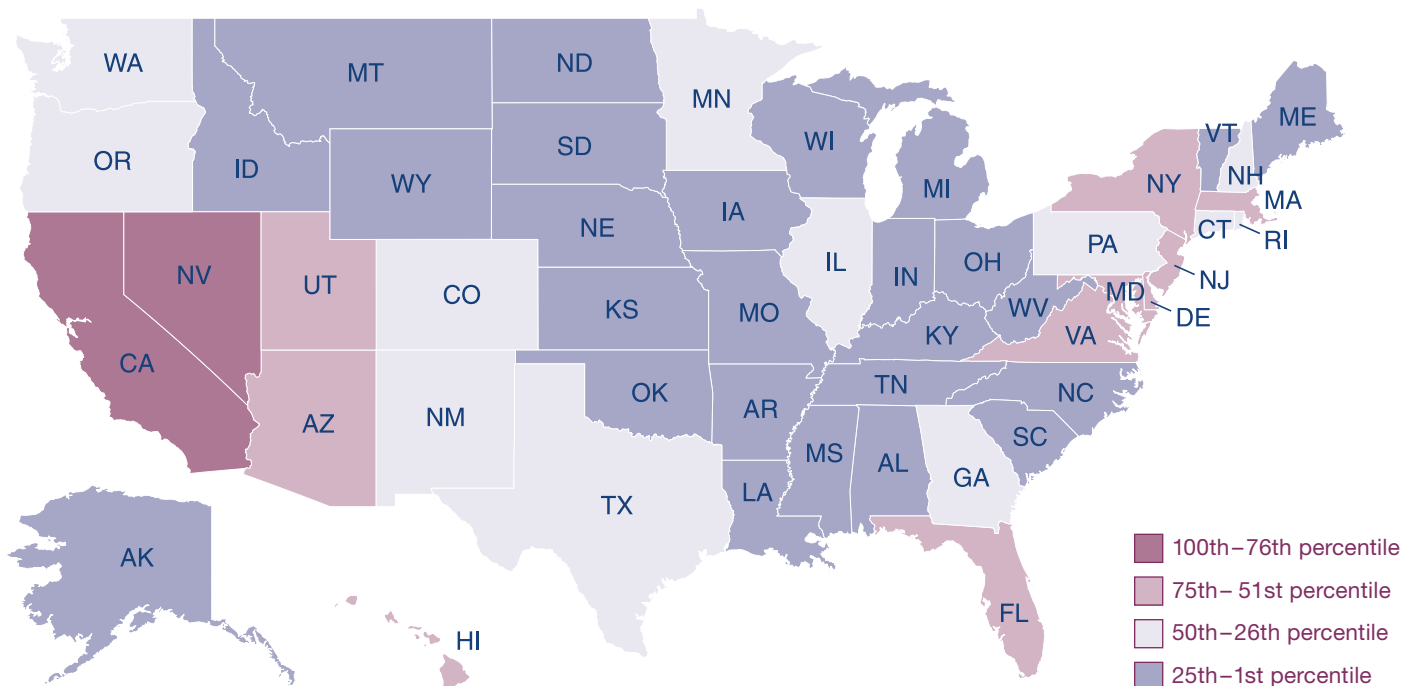 WA
MT
ND
MN
ME
VT
OR
ID
SD
WI
NH
WY
MI
NY
MA
IA
NE
CT
RI
PA
NV
UT
CO
IL
IN
OH
NJ
MD
DE
KS
MO
WV
VA
CA
KY
OK
TN
NC
AZ
NM
AR
SC
MS
AL
GA
LA
TX
AK
FL
HI
100th–76th percentile
75th–51st percentile
50th–26th percentile
25th–1st percentile